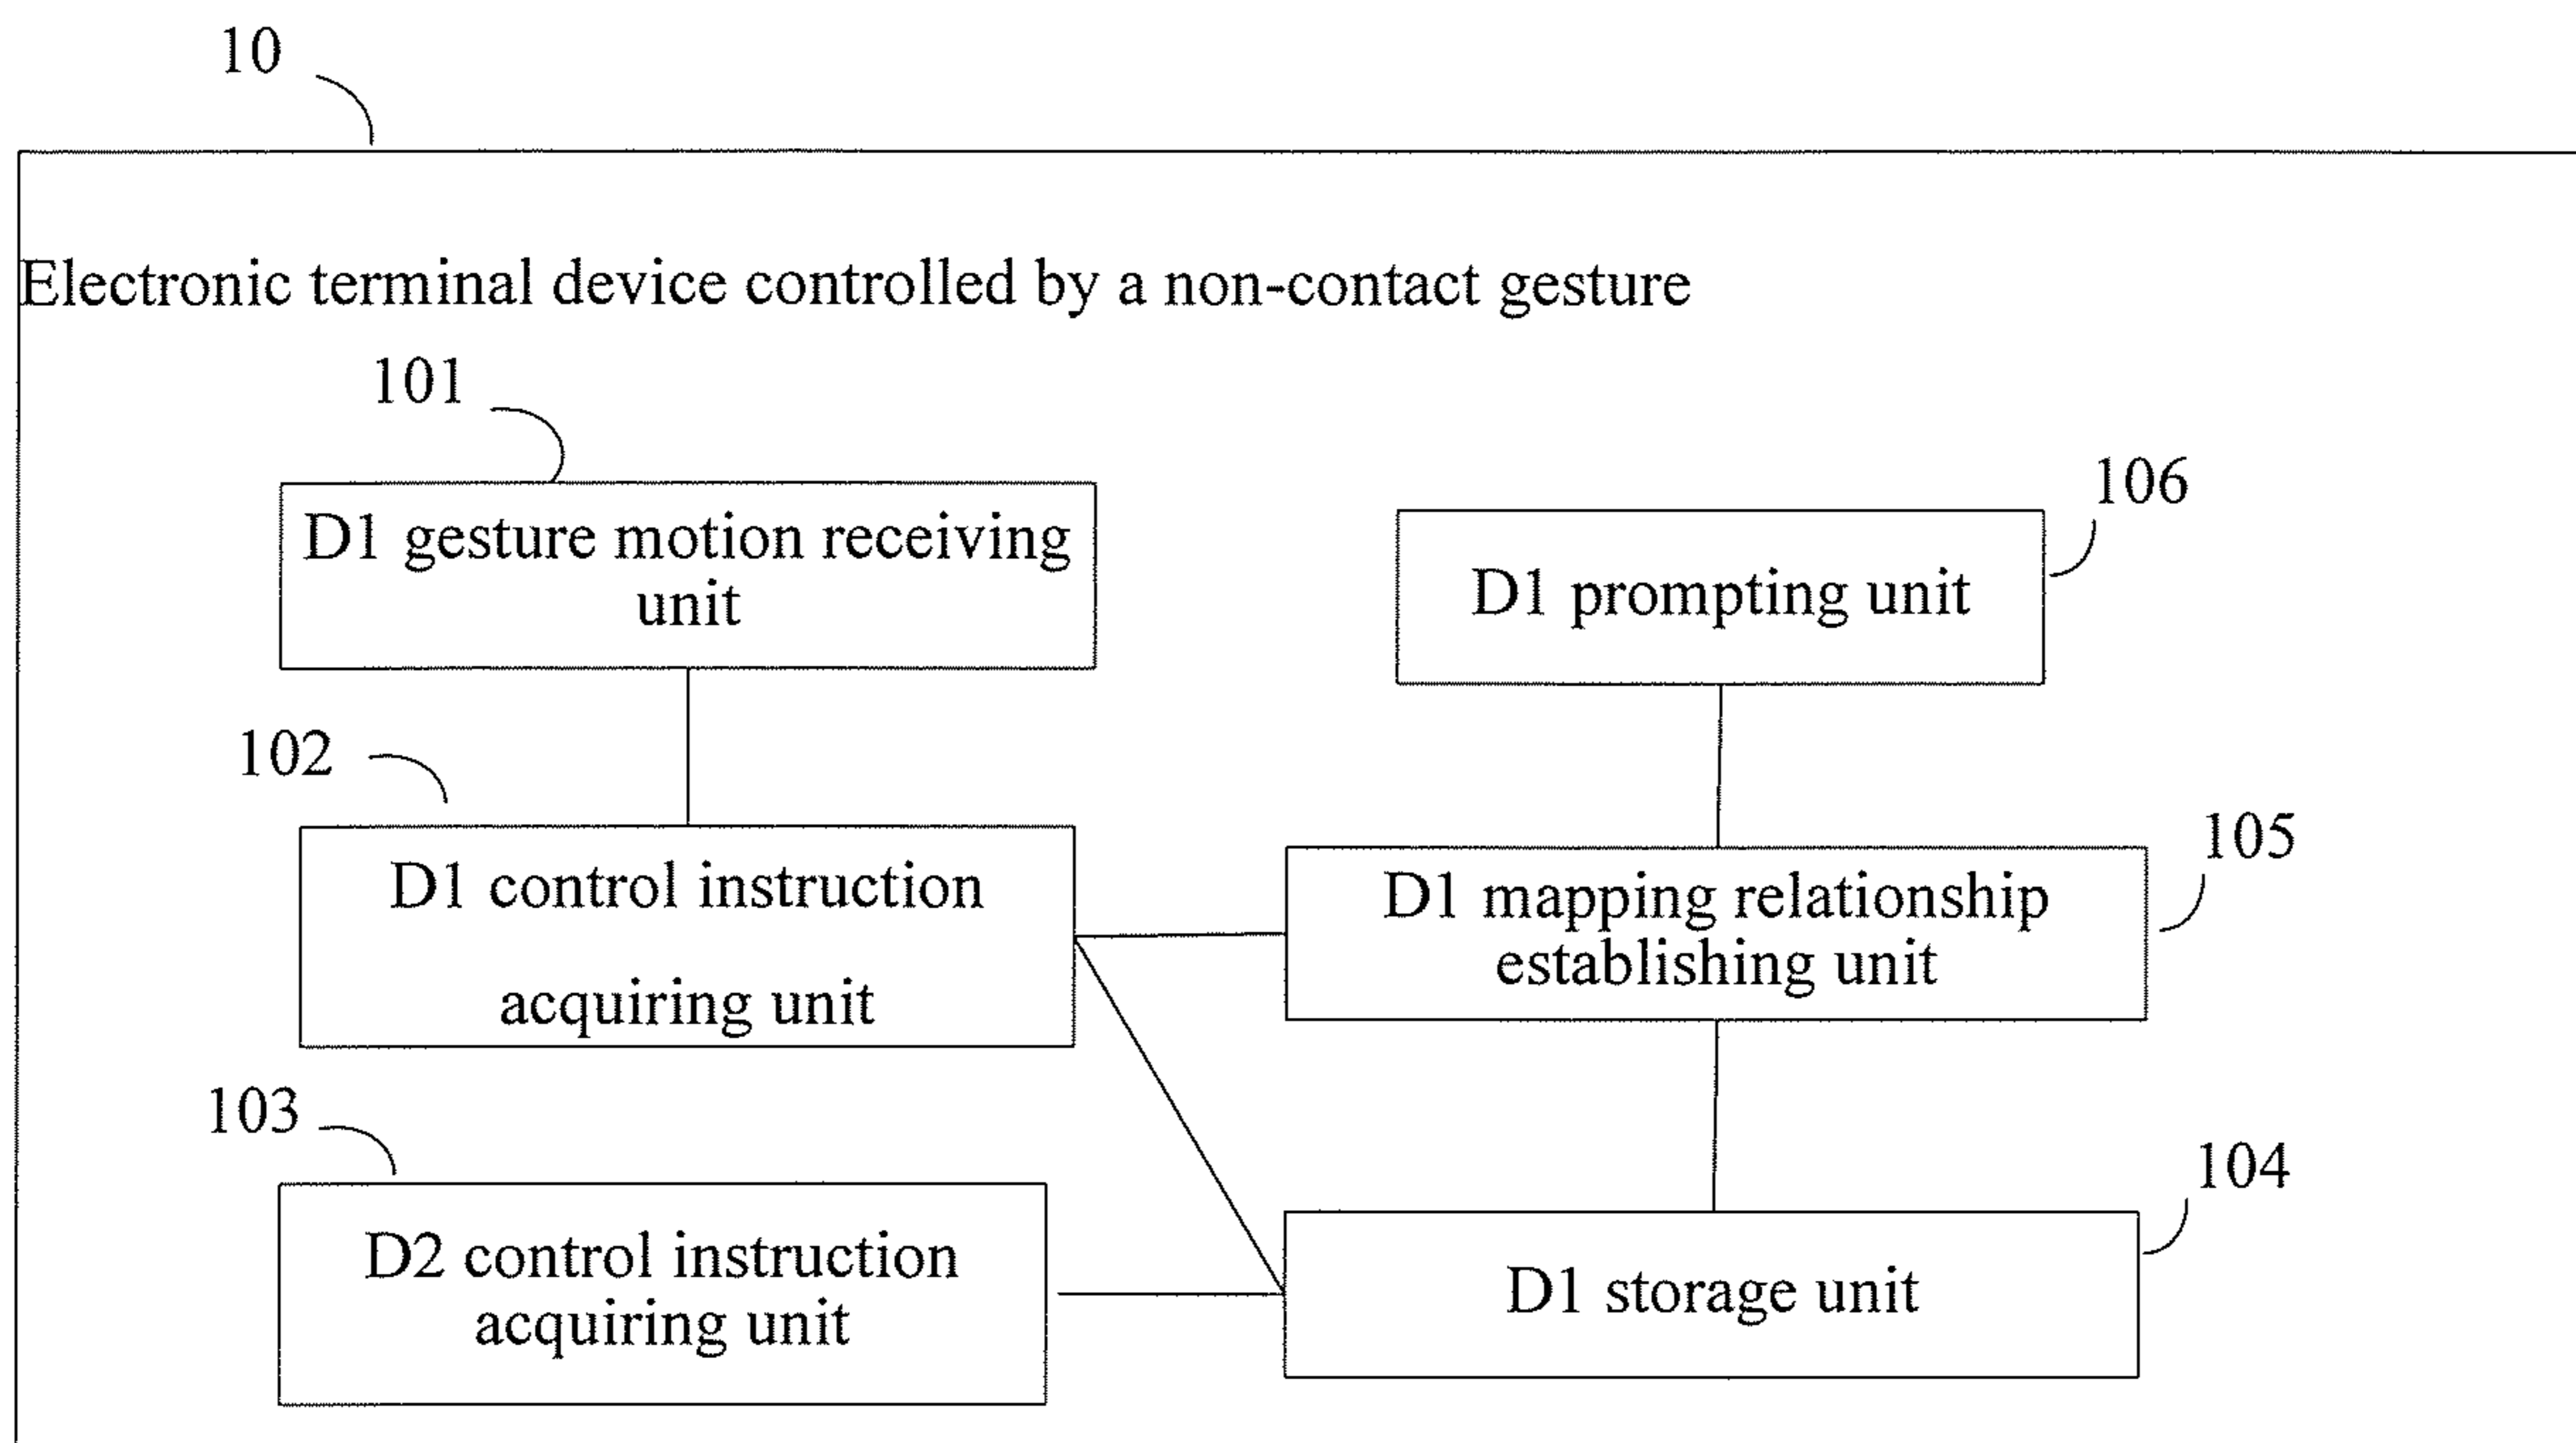 10
Electronic terminal device controlled by a non-contact gesture
101
D1 gesture motion receiving
unit
106
D1 prompting unit
102
D1 control instruction
acquiring unit
105
D1 mapping relationship
establishing unit
103
D2 control instruction
acquiring unit
104
D1 storage unit